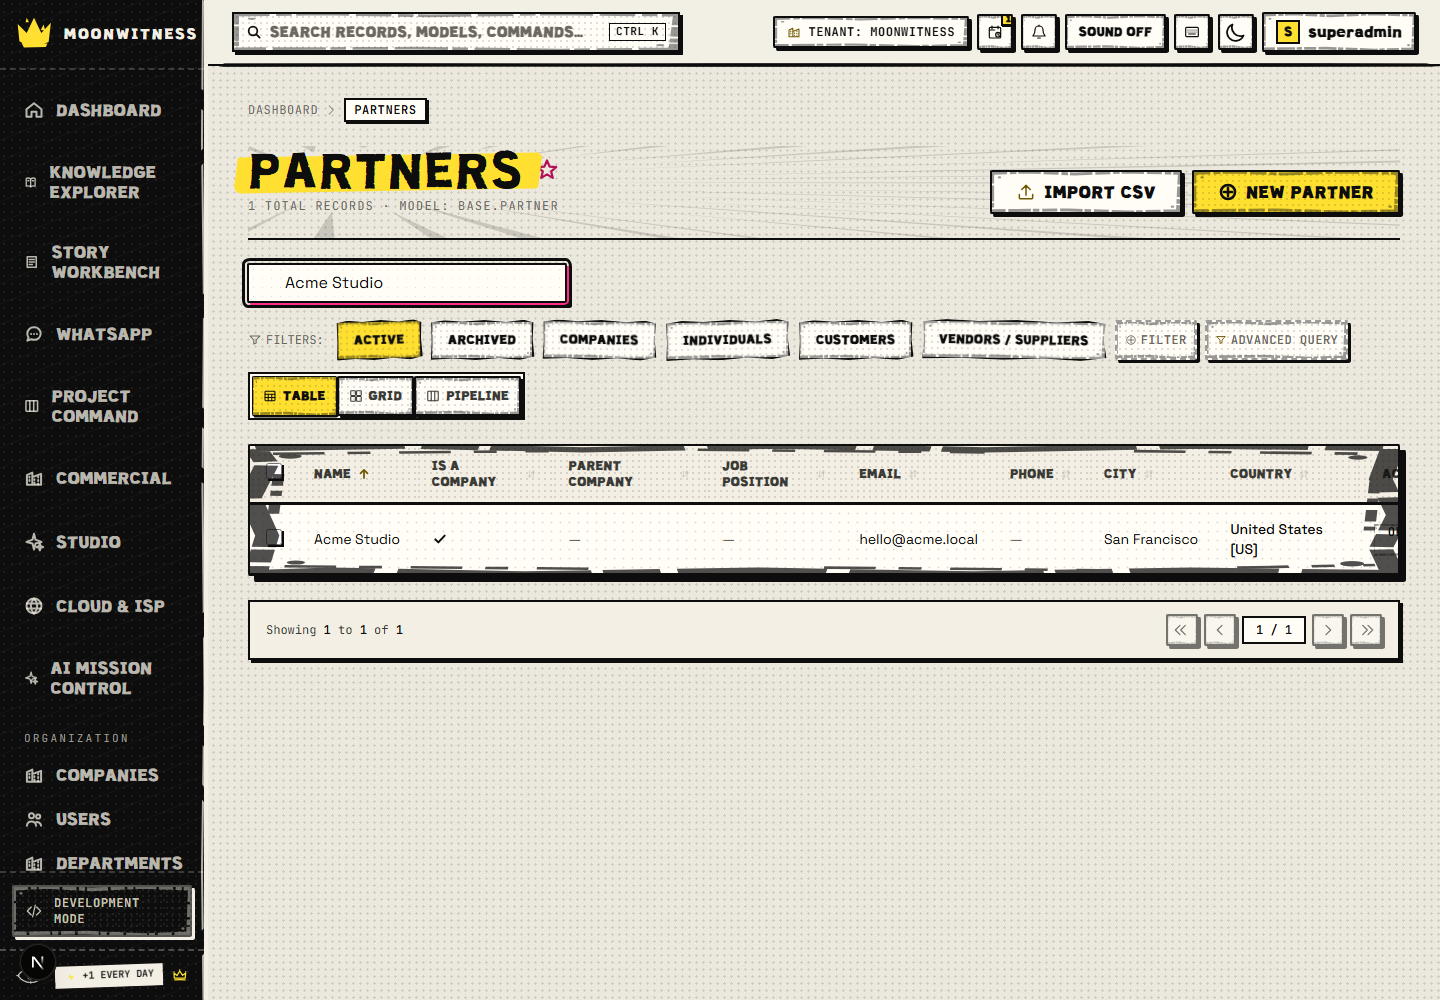 MOONWITNESS
DASHBOARD
KNOWLEDGE
EXPLORER
STORY
WORKBENCH
WHATSAPP
PROJECT
COMMAND
COMMERCIAL
STUDIO
CLOUD & ISP
AI MISSION
CONTROL
ORGANIZATION
COMPANIES
USERS
DEPARTMENTS
DEVELOPMENT
MODE
N
+1 EVERY DAY
SEARCH RECORDS, MODELS, COMMANDS…
CTRL K
TENANT: MOONWITNESS
SOUND OFF
S
superadmin
DASHBOARD
PARTNERS
PARTNERS
1 TOTAL RECORDS · MODEL: BASE.PARTNER
IMPORT CSV
NEW PARTNER
Acme Studio
FILTERS:
ACTIVE
ARCHIVED
COMPANIES
INDIVIDUALS
CUSTOMERS
VENDORS / SUPPLIERS
FILTER
ADVANCED QUERY
TABLE
GRID
PIPELINE
NAME
IS A
COMPANY
PARENT
COMPANY
JOB
POSITION
EMAIL
PHONE
CITY
COUNTRY
Acme Studio
—
—
hello@acme.local
—
San Francisco
United States
[US]
Showing 1 to 1 of 1
1 / 1